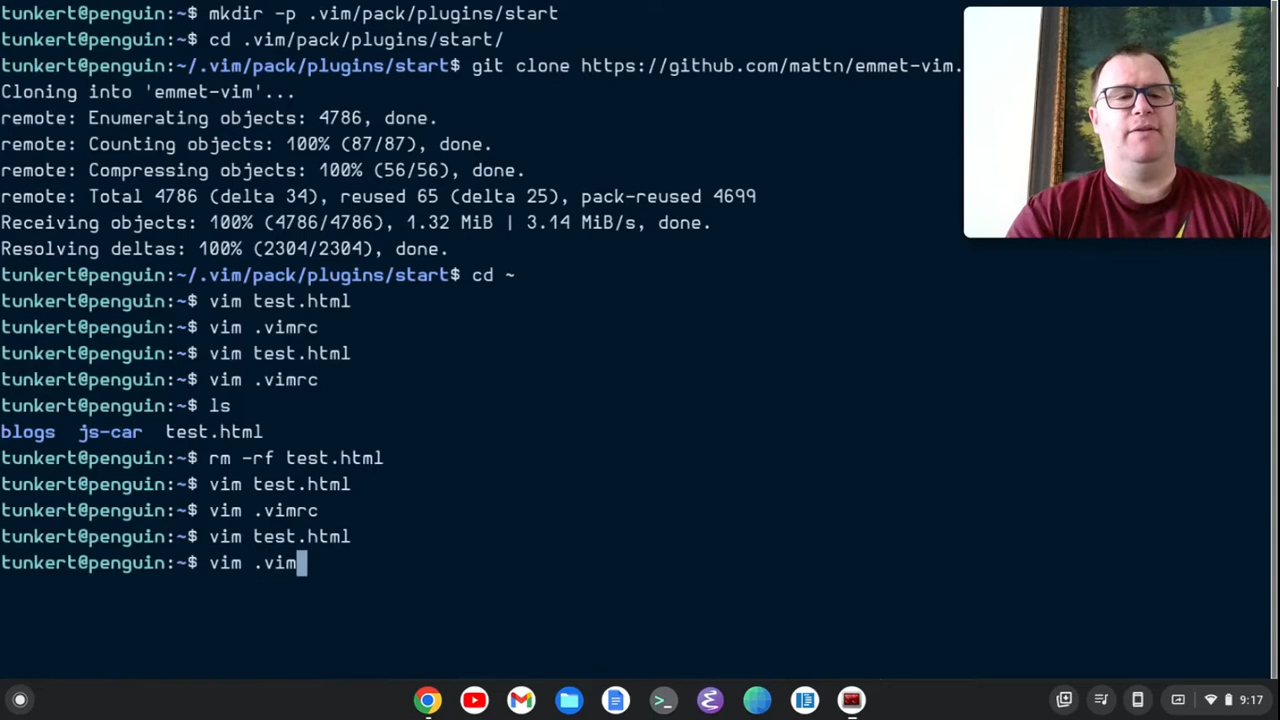 tunkert@penguin:~$ mkdir -p .vim/pack/plugins/start
tunkert@penguin:~$ cd .vim/pack/plugins/start/
tunkert@penguin:~/.vim/pack/plugins/start$ git clone https://github.com/mattn/emmet-vim.
Cloning into 'emmet-vim'...
remote: Enumerating objects: 4786, done.
remote: Counting objects: 100% (87/87), done.
remote: Compressing objects: 100% (56/56), done.
remote: Total 4786 (delta 34), reused 65 (delta 25), pack-reused 4699
Receiving objects: 100% (4786/4786), 1.32 MiB | 3.14 MiB/s, done.
Resolving deltas: 100% (2304/2304), done.
tunkert@penguin:~/.vim/pack/plugins/start$ cd ~
tunkert@penguin:~$ vim test.html
tunkert@penguin:~$ vim .vimrc
tunkert@penguin:~$ vim test.html
tunkert@penguin:~$ vim .vimrc
tunkert@penguin:~$ ls
blogs js-car test.html
tunkert@penguin:~$ rm -rf test.html
tunkert@penguin:~$ vim test.html
tunkert@penguin:~$ vim .vimrc
tunkert@penguin:~$ vim test.html
tunkert@penguin:~$ vim .vim
9:17